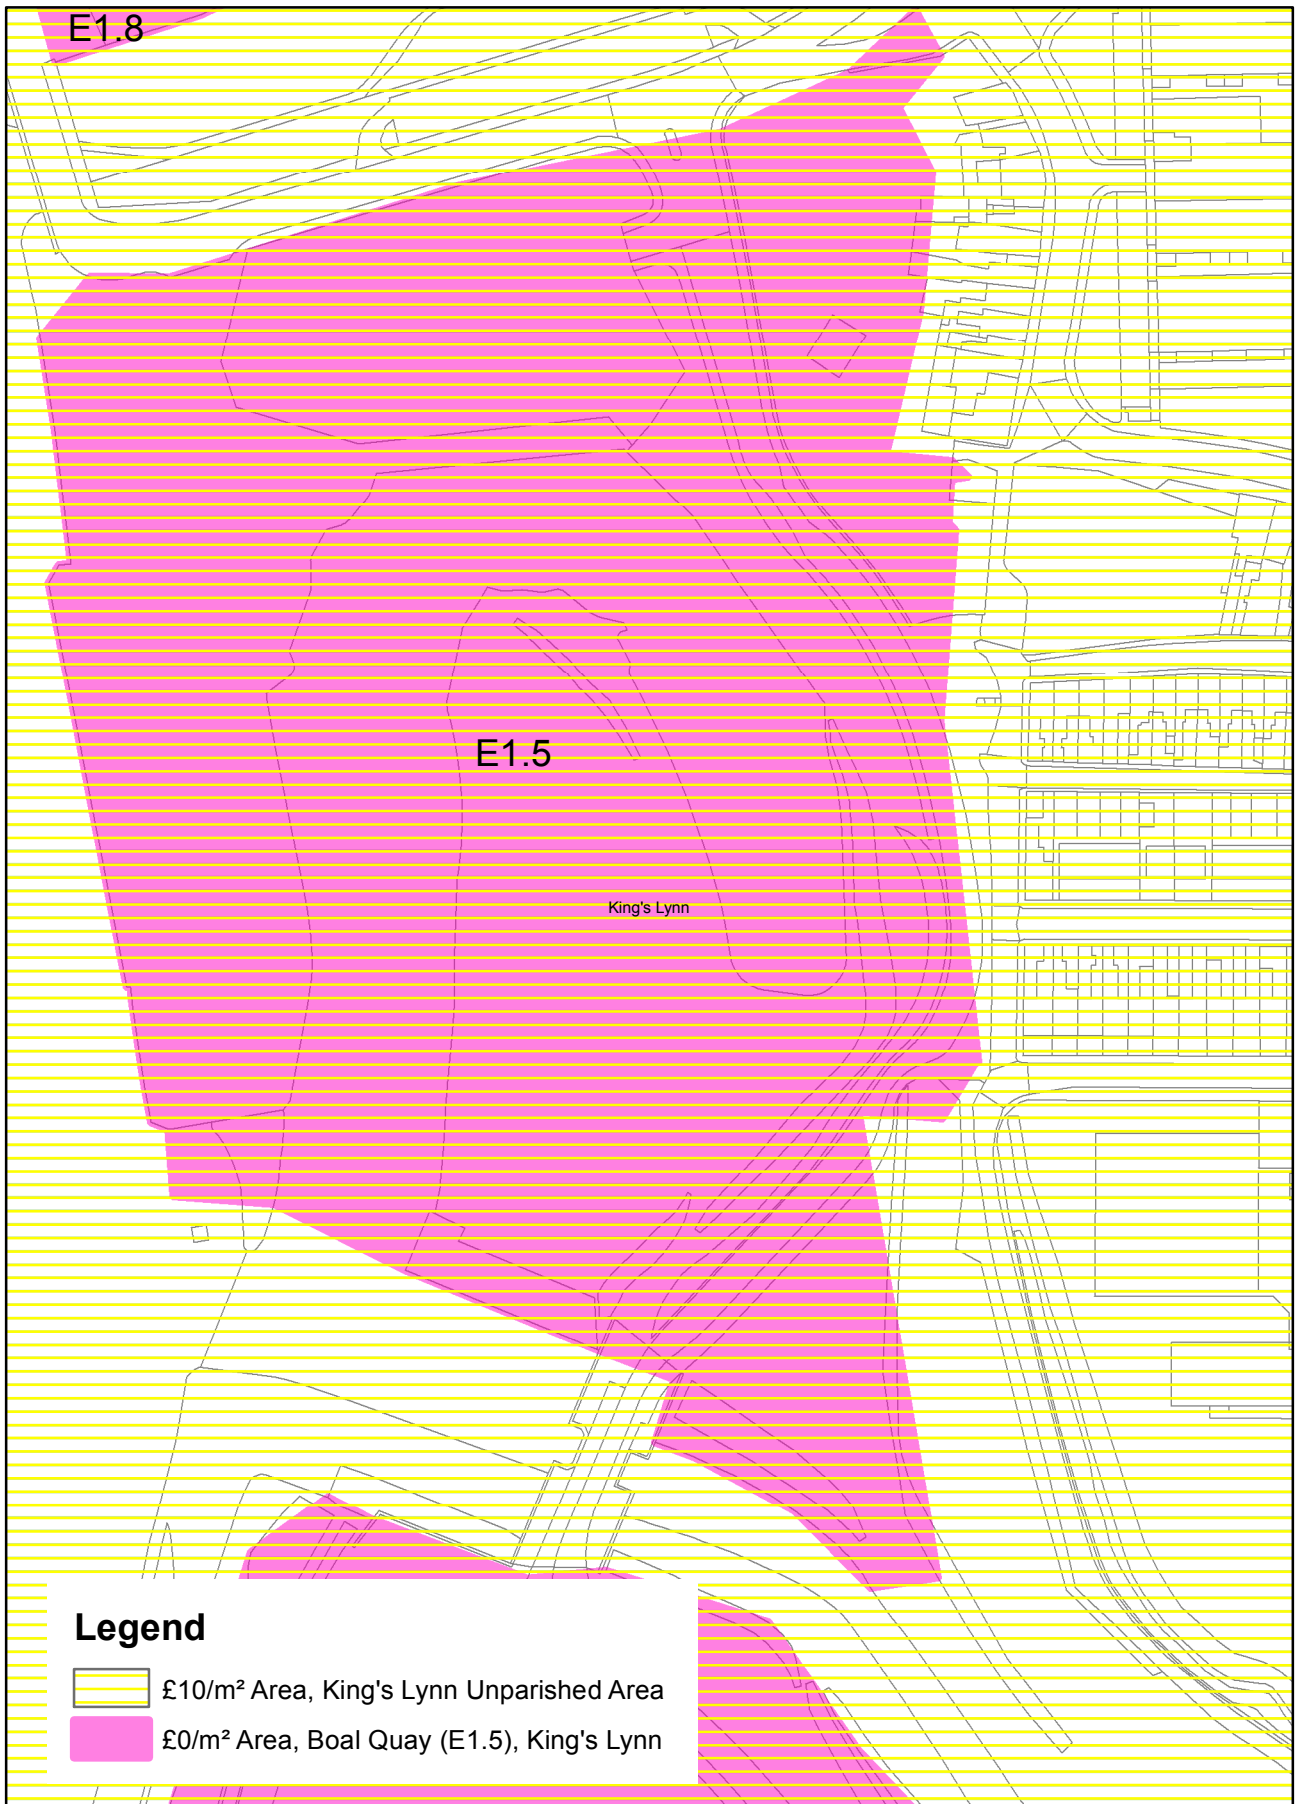 E1.8
E1.5
King's Lynn
Legend
£10/m² Area, King's Lynn Unparished Area
£0/m² Area, Boal Quay (E1.5), King's Lynn